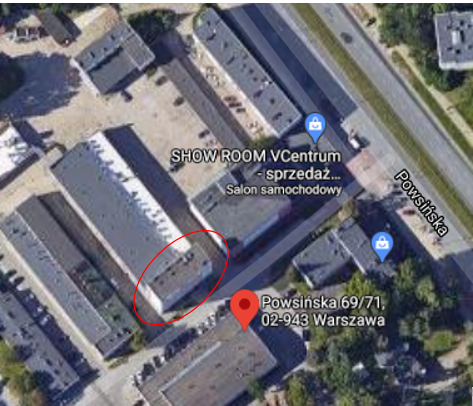 SHOW ROOM VCentrum
- sprzedaż...
Salon samochodowy
Powsińska
Powsińska 69/71,
02-943 Warszawa